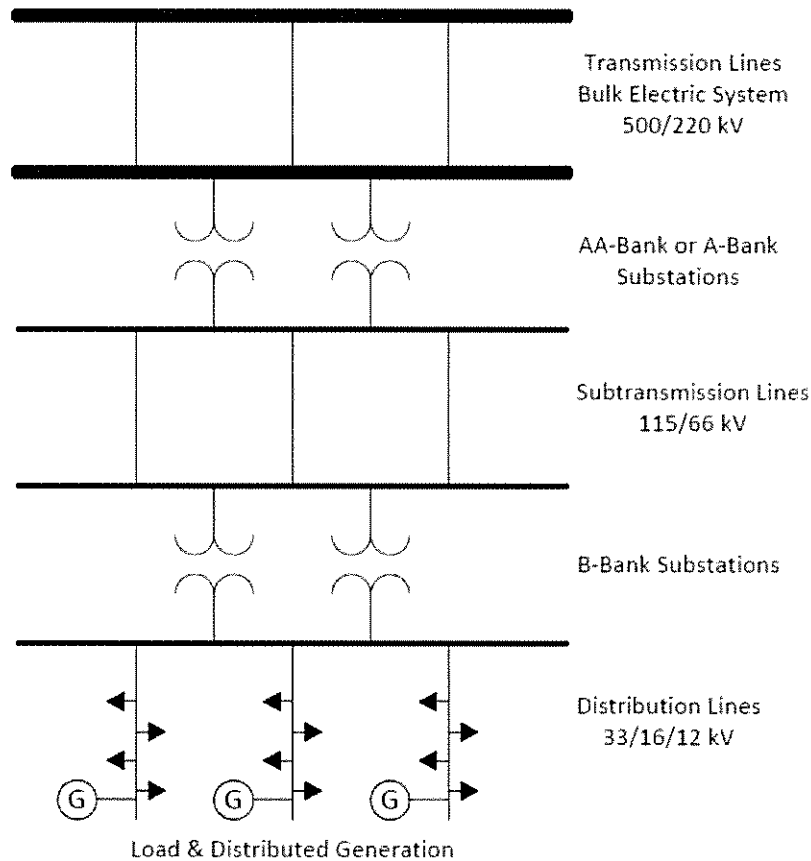 Transmission Lines
Bulk Electric System
500/220 kV
AA-Bank or A-Bank
Substations
Subtransmission Lines
115/66 kV
B-Bank Substations
Distribution Lines
33/16/12 kV
G
G
G
Load & Distributed Generation